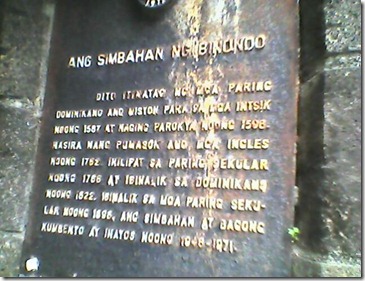 ANG SIMBAHAN NG BINONDO
DITO ITINATAG NG MGA PARING
DOMINIKANO ANG MISYON PARA SA MGA INTSIK
NOONG 1587 AT NAGING PAROKYA NOONG 1596.
NASIRA NANG PUMASOK ANG MGA INGLES
NOONG 1762. INILIPAT SA PARING SEKULAR
NOONG 1768 AT IBINALIK SA DOMINIKANO
NOONG 1822. IBINALIK SA MGA PARING SEKU-
LAR NOONG 1898. ANG SIMBAHAN AT BAGONG
KUMBENTO AY INAYOS NOONG 1946-1971.